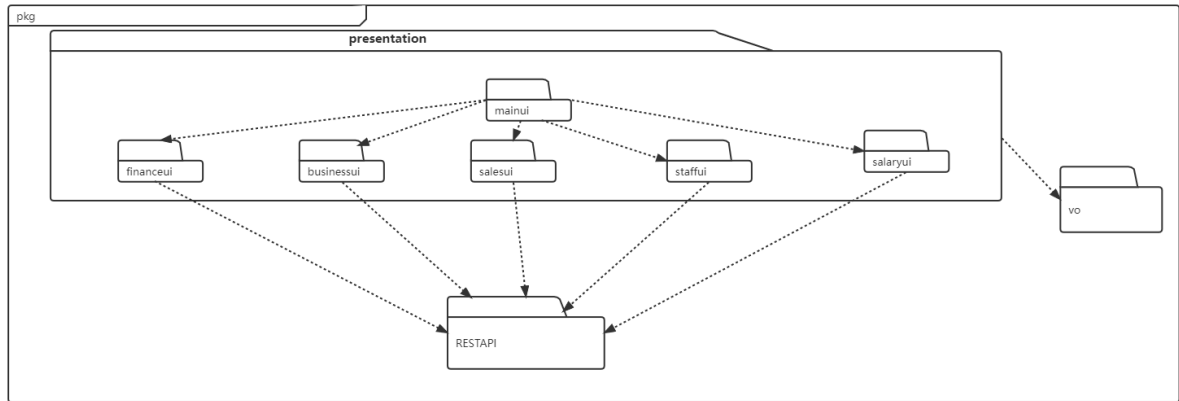 pkg
presentation
mainui
financeui
businessui
salesui
staffui
salaryui
vo
RESTAPI